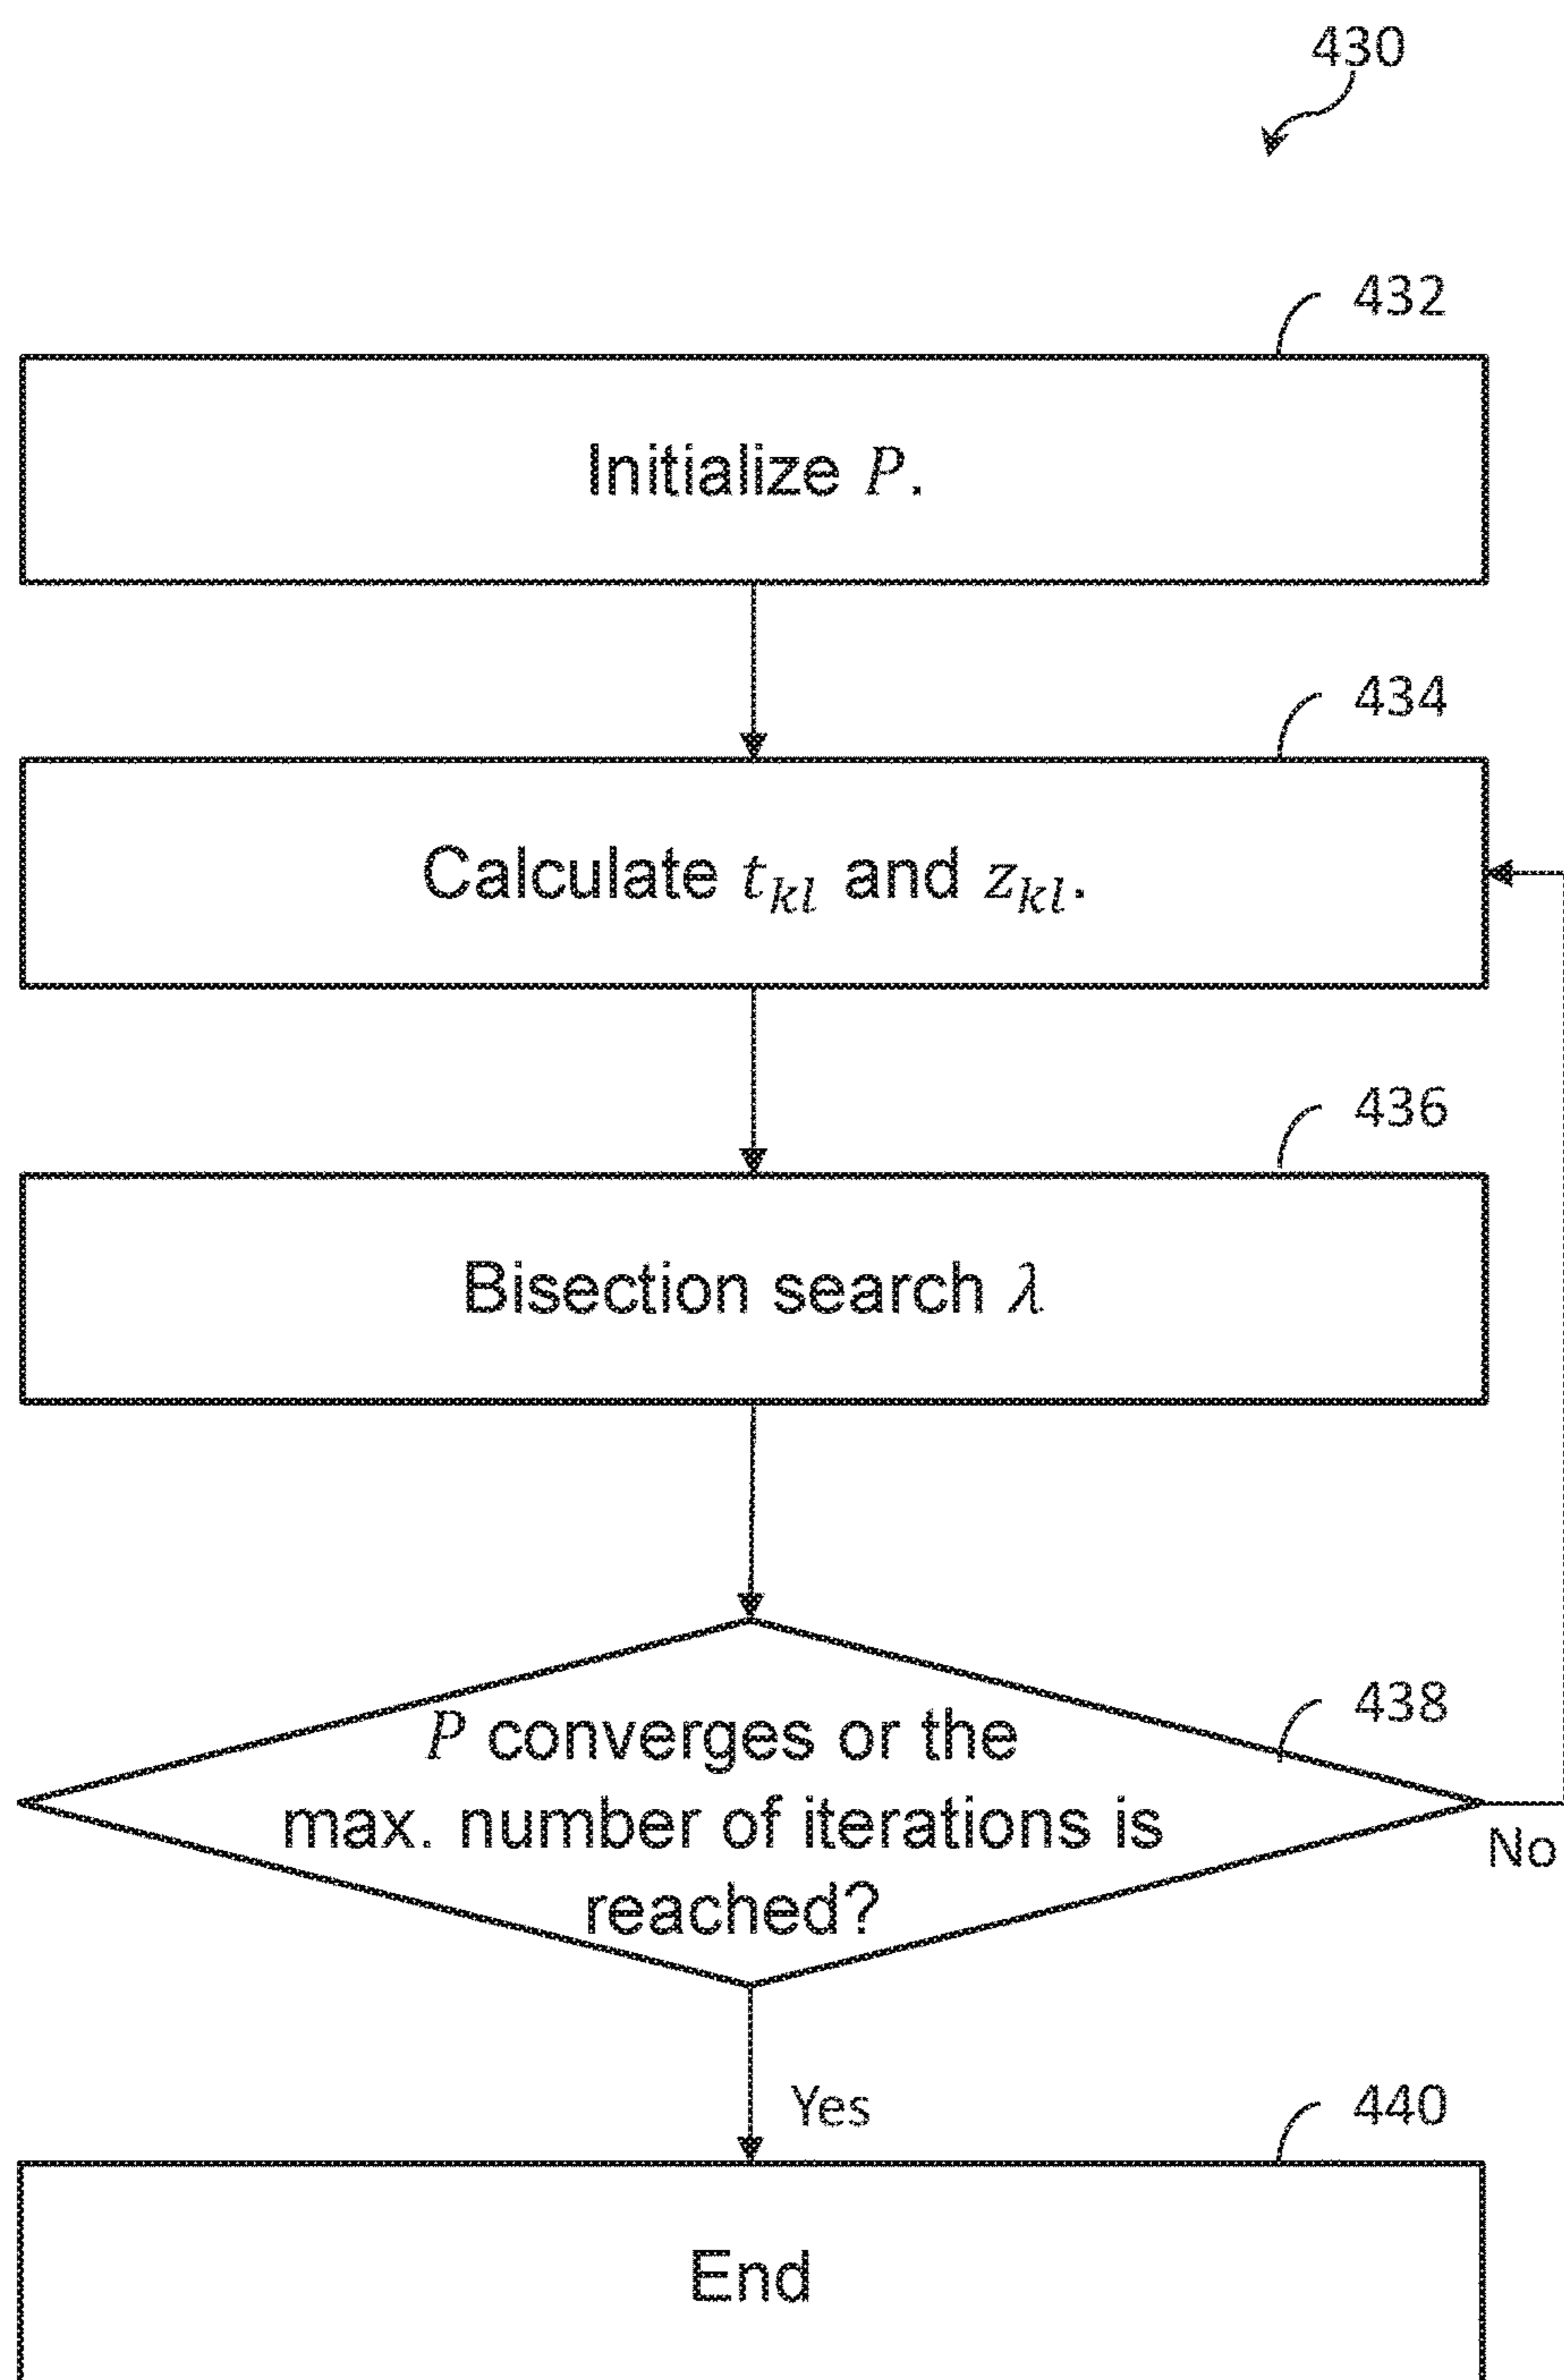 430
432
Initialize P.
434
Calculate t_kl and z_kl.
436
Bisection search λ
438
P converges or the
max. number of iterations is
reached?
No
Yes
440
End